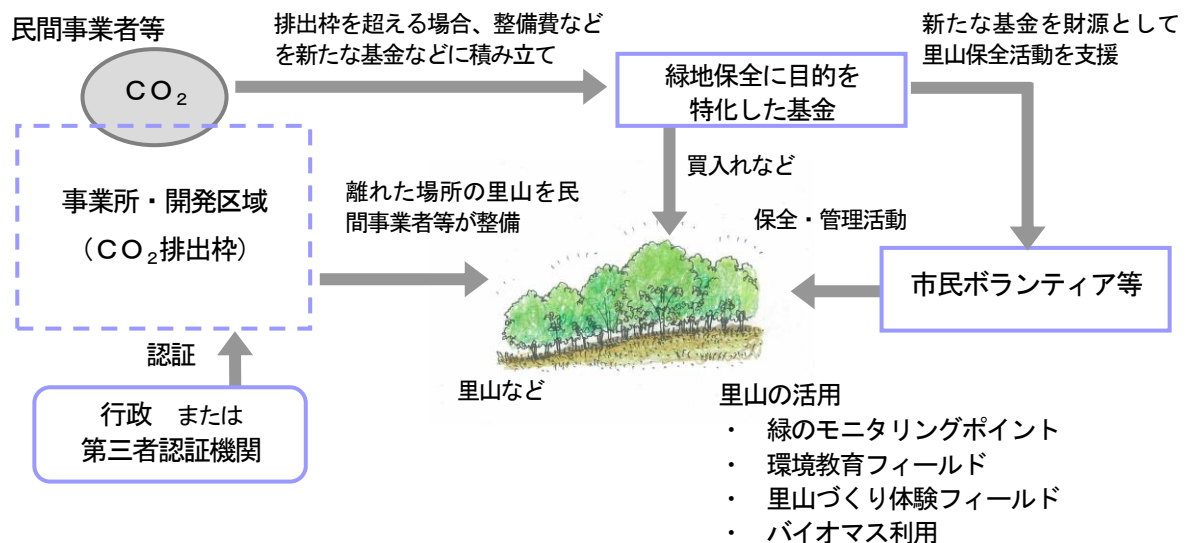 民間事業者等
ＣＯ₂
排出枠を超える場合、整備費など
を新たな基金などに積み立て
緑地保全に目的を
特化した基金
新たな基金を財源として
里山保全活動を支援
事業所・開発区域
（ＣＯ₂排出枠）
離れた場所の里山を民
間事業者等が整備
買入れなど
保全・管理活動
市民ボランティア等
認証
行政　または
第三者認証機関
里山など
里山の活用
・　緑のモニタリングポイント
・　環境教育フィールド
・　里山づくり体験フィールド
・　バイオマス利用